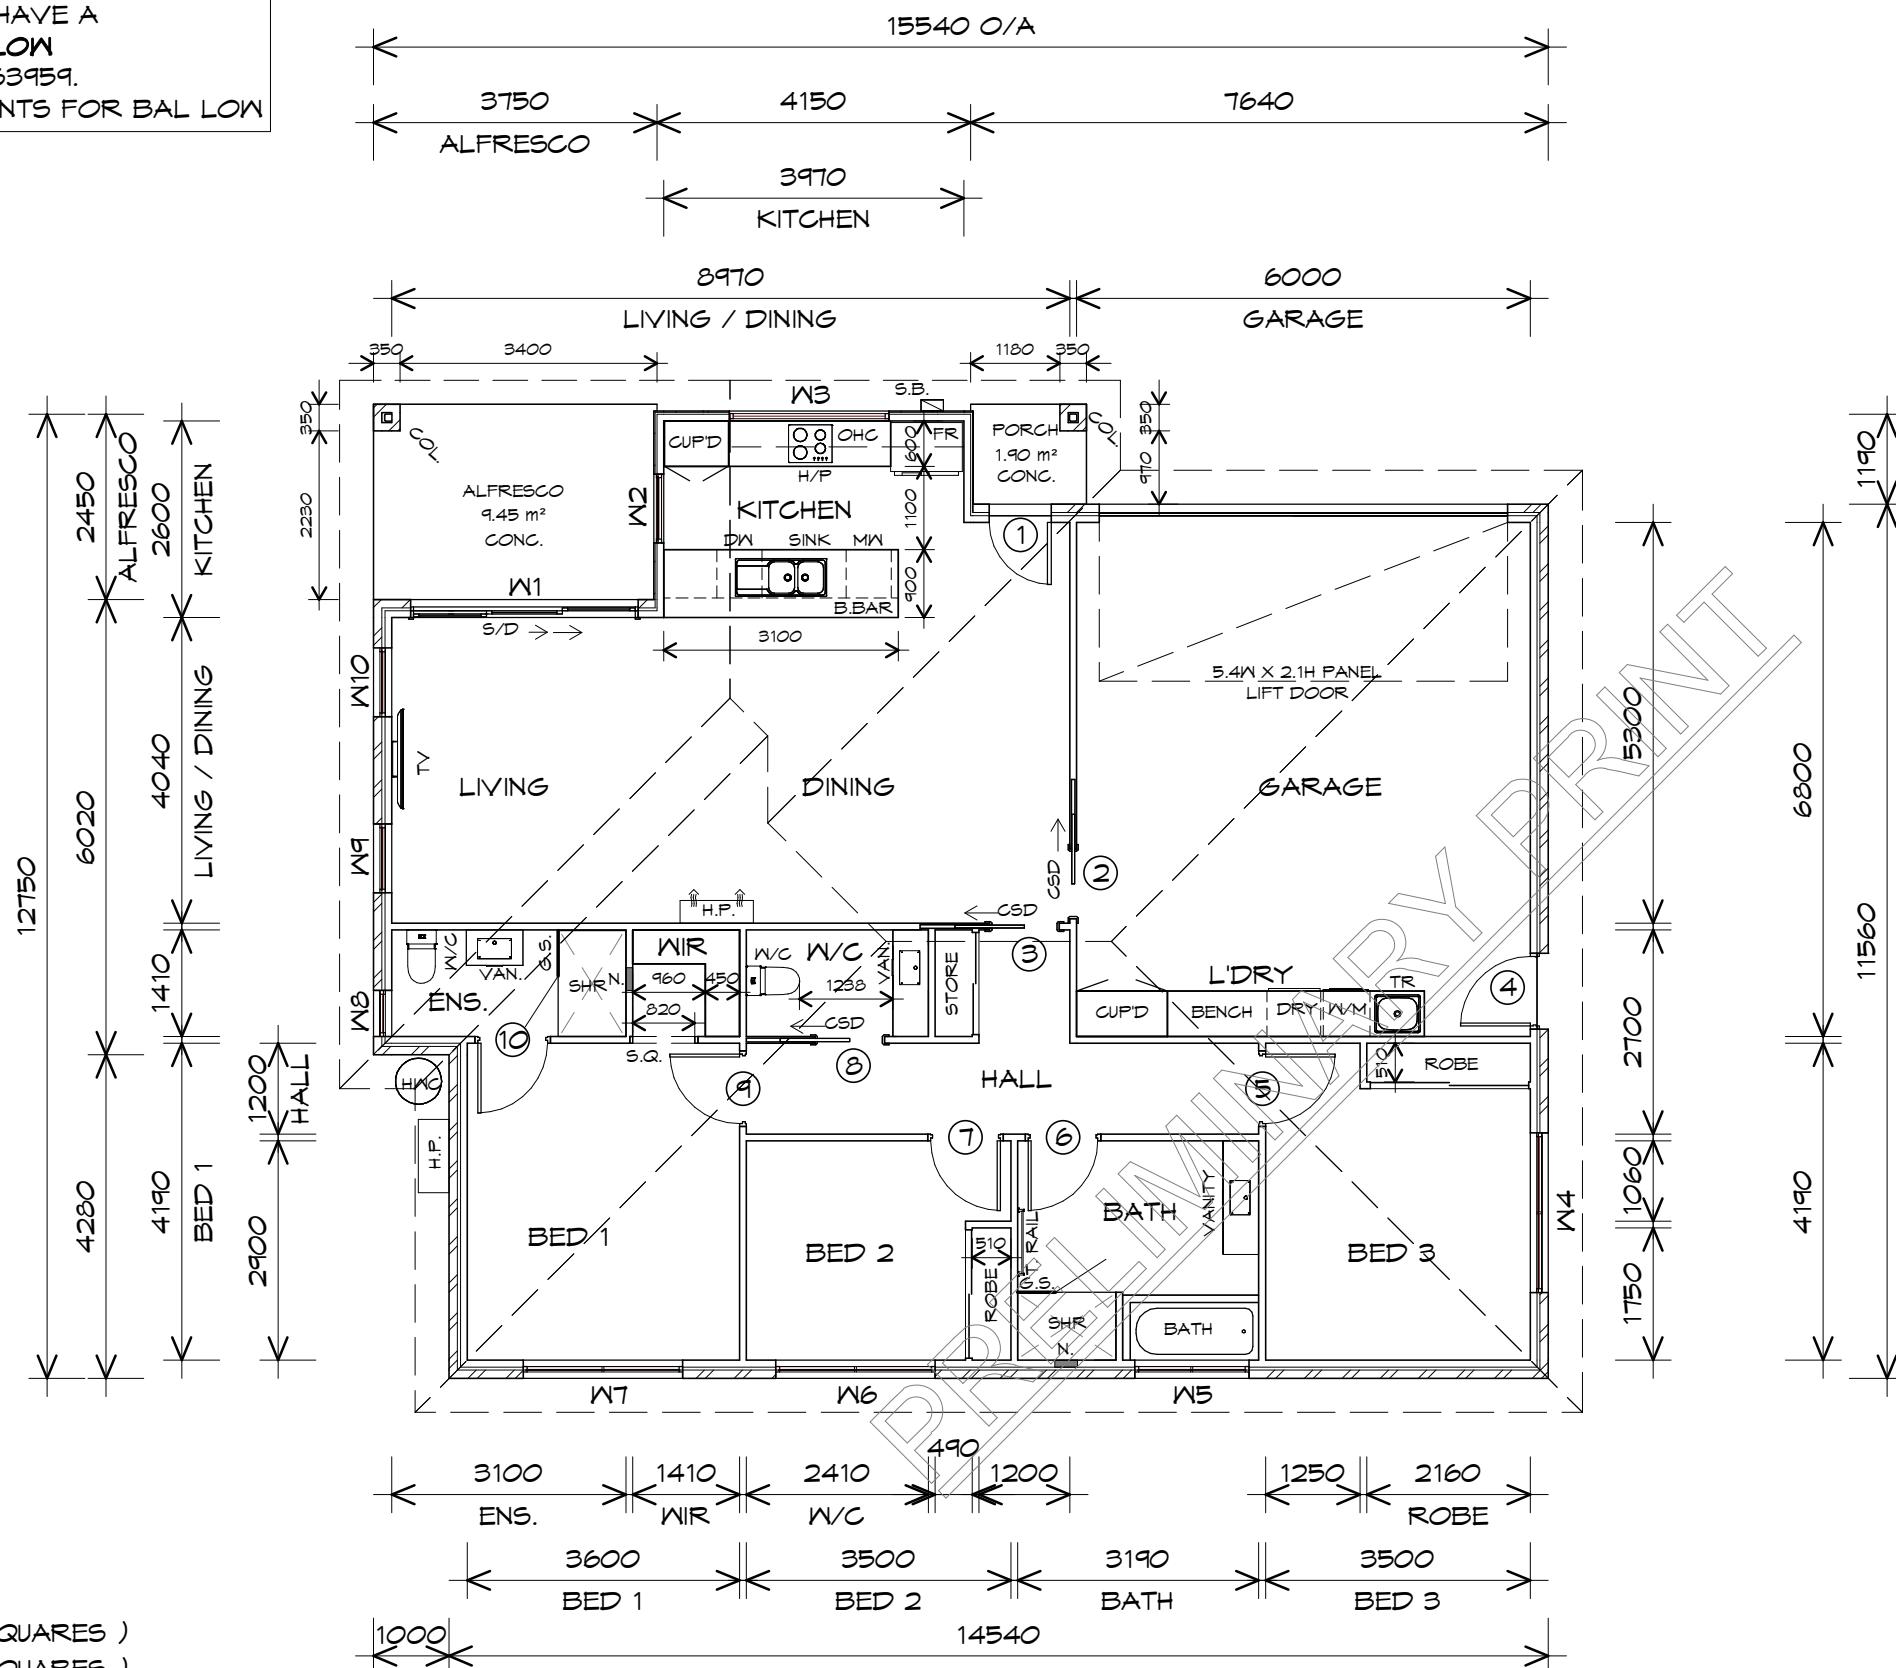 HAVE A
LOW
63959.
NTS FOR BAL LOW
15540 O/A
3750
4150
7640
ALFRESCO
3970
KITCHEN
8970
6000
LIVING / DINING
GARAGE
350
3400
1180
350
W3
S.B.
350
COL.
CUP'D
OHC
FR
600
H/P
PORCH
1.90 m²
CONC.
COL.
350
970
1190
2450
ALFRESCO
2600
KITCHEN
2230
ALFRESCO
9.45 m²
CONC.
W2
KITCHEN
1100
1
DW
SINK
MW
900
W1
B.BAR
S/D
3100
W10
5.4W X 2.1H PANEL
LIFT DOOR
5300
12750
6020
4040
LIVING / DINING
TV
LIVING
DINING
GARAGE
6800
11560
W9
CSD
2
H.P.
CSD
3
1410
W/C
VAN.
G.S.
SHR
N.
WIR
960
450
820
W/C
W/C
1238
VAN.
STORE
L'DRY
TR
4
W8
ENS.
10
CSD
CUP'D
BENCH
DRY
W/M
2100
S.Q.
8
1200
HALL
HWC
9
HALL
5
510
ROBE
H.P.
7
6
1060
4280
4190
BED 1
2900
BED 1
BED 2
510
ROBE
T. RAIL
G.S.
BATH
VANITY
BED 3
W4
4190
1750
SHR
N.
BATH
W7
W6
W5
PRELIMINARY PRINT
490
3100
1410
2410
1200
1250
2160
ENS.
WIR
W/C
ROBE
3600
3500
3190
3500
BED 1
BED 2
BATH
BED 3
QUARES )
1000
14540
QUARES )